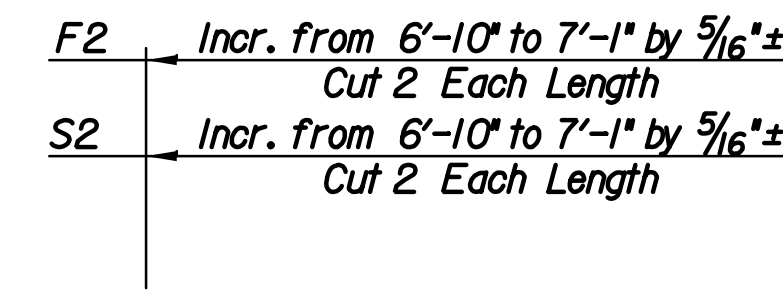 F2 Incr. from 6'-10" to 7'-1" by 5/16"±
Cut 2 Each Length
S2 Incr. from 6'-10" to 7'-1" by 5/16"±
Cut 2 Each Length